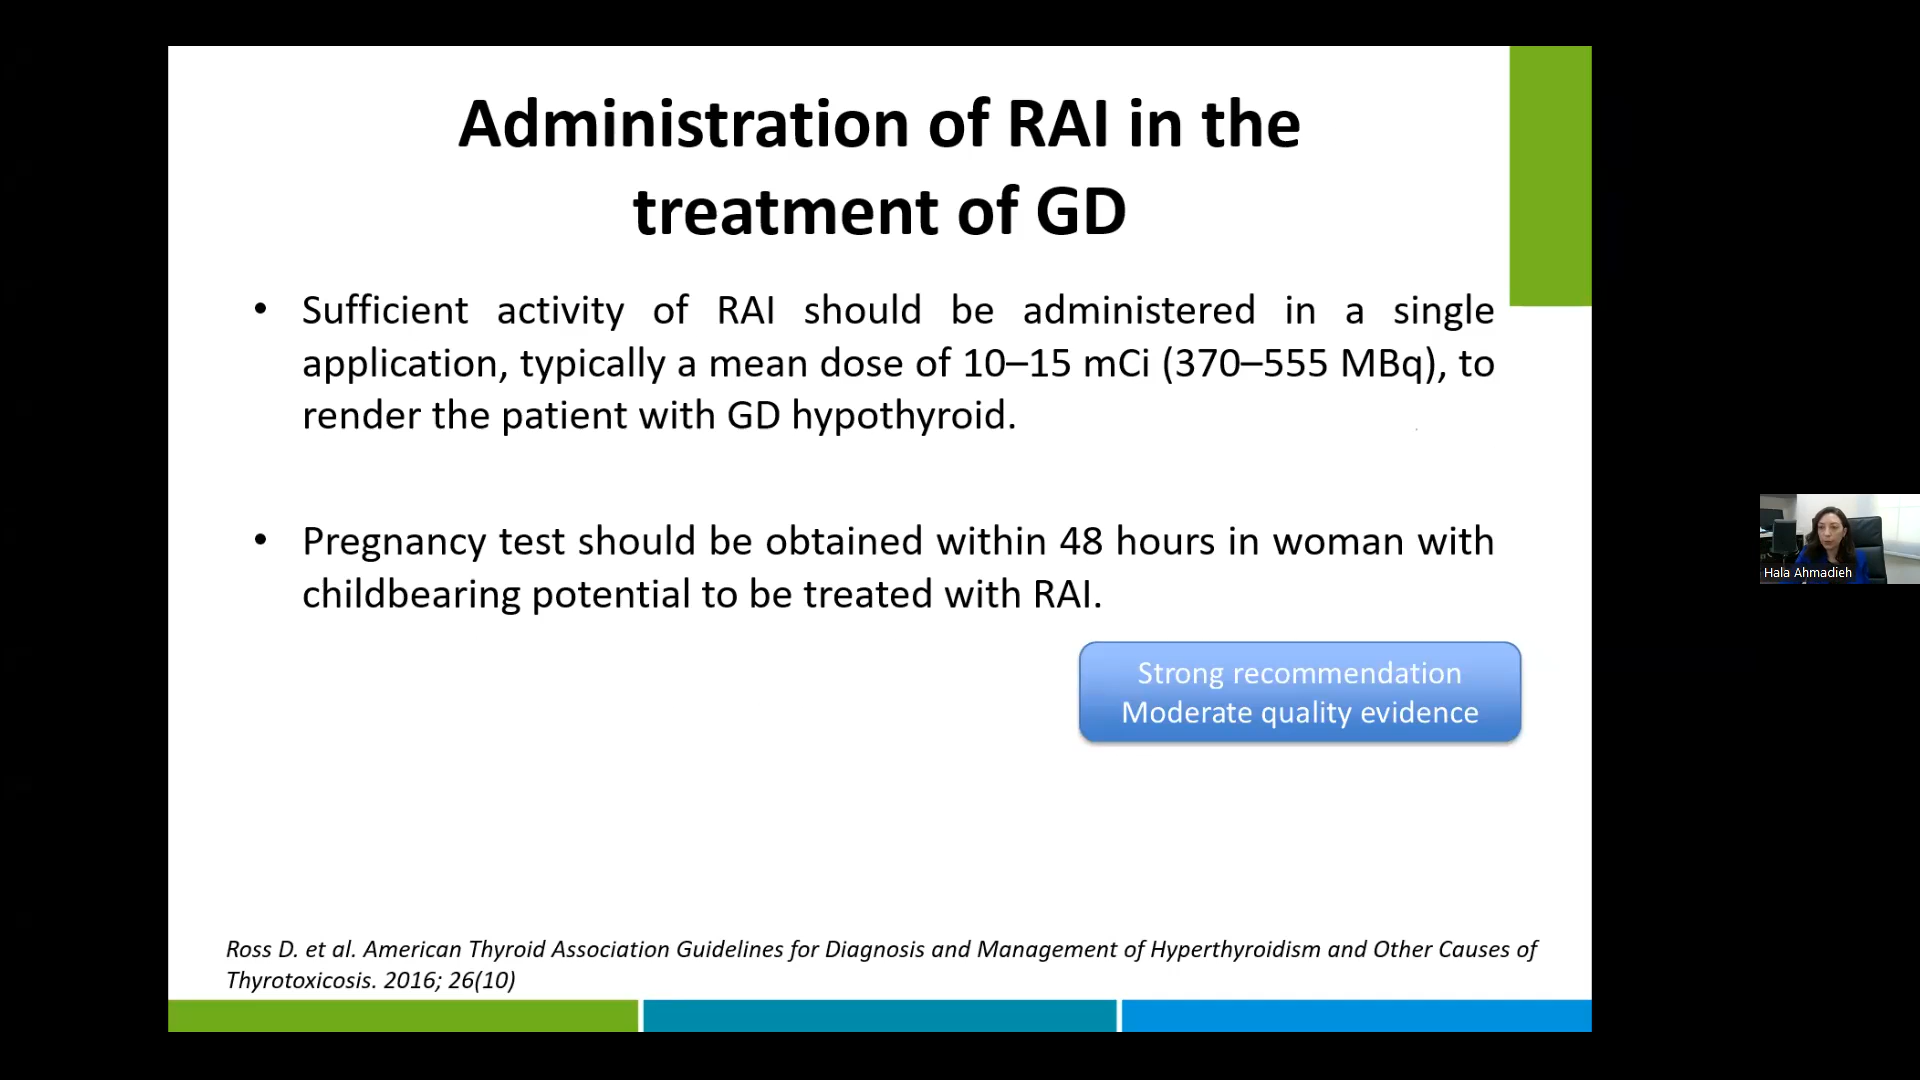 Administration of RAI in the
treatment of GD
• Sufficient activity of RAI should be administered in a single
application, typically a mean dose of 10–15 mCi (370–555 MBq), to
render the patient with GD hypothyroid.
• Pregnancy test should be obtained within 48 hours in woman with
childbearing potential to be treated with RAI.
Strong recommendation
Moderate quality evidence
Hala Ahmadieh
Ross D. et al. American Thyroid Association Guidelines for Diagnosis and Management of Hyperthyroidism and Other Causes of
Thyrotoxicosis. 2016; 26(10)